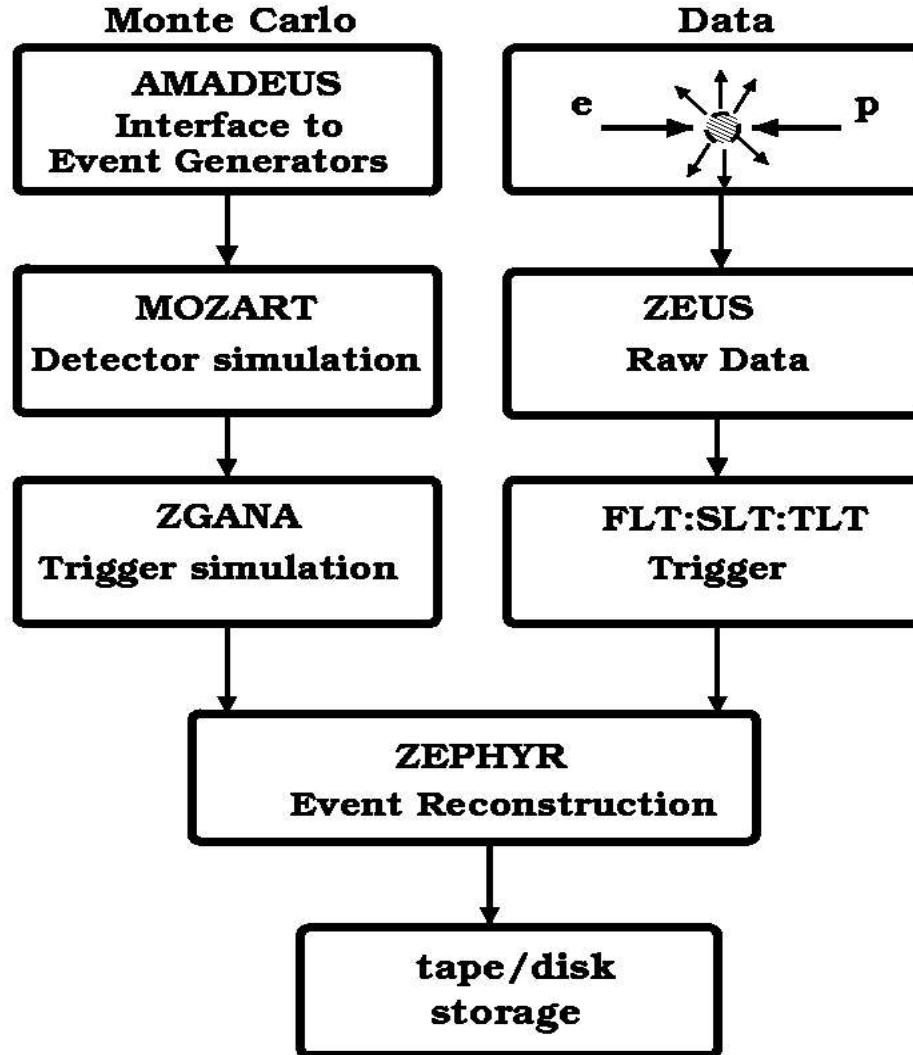 Monte Carlo
Data
AMADEUS
Interface to
Event Generators
e
p
MOZART
Detector simulation
ZEUS
Raw Data
ZGANA
Trigger simulation
FLT:SLT:TLT
Trigger
ZEPHYR
Event Reconstruction
tape/disk
storage